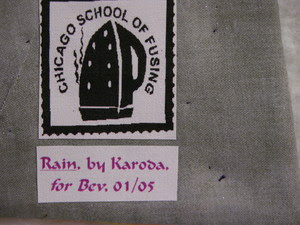 CHICAGO SCHOOL OF FUSING
Rain, by Karoda,
for Bev. 01/05